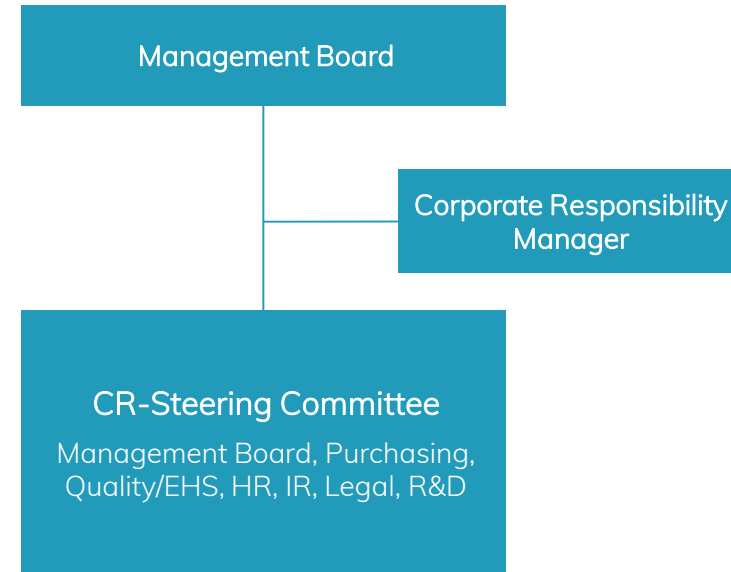 Management Board
Corporate Responsibility
Manager
CR-Steering Committee
Management Board, Purchasing,
Quality/EHS, HR, IR, Legal, R&D